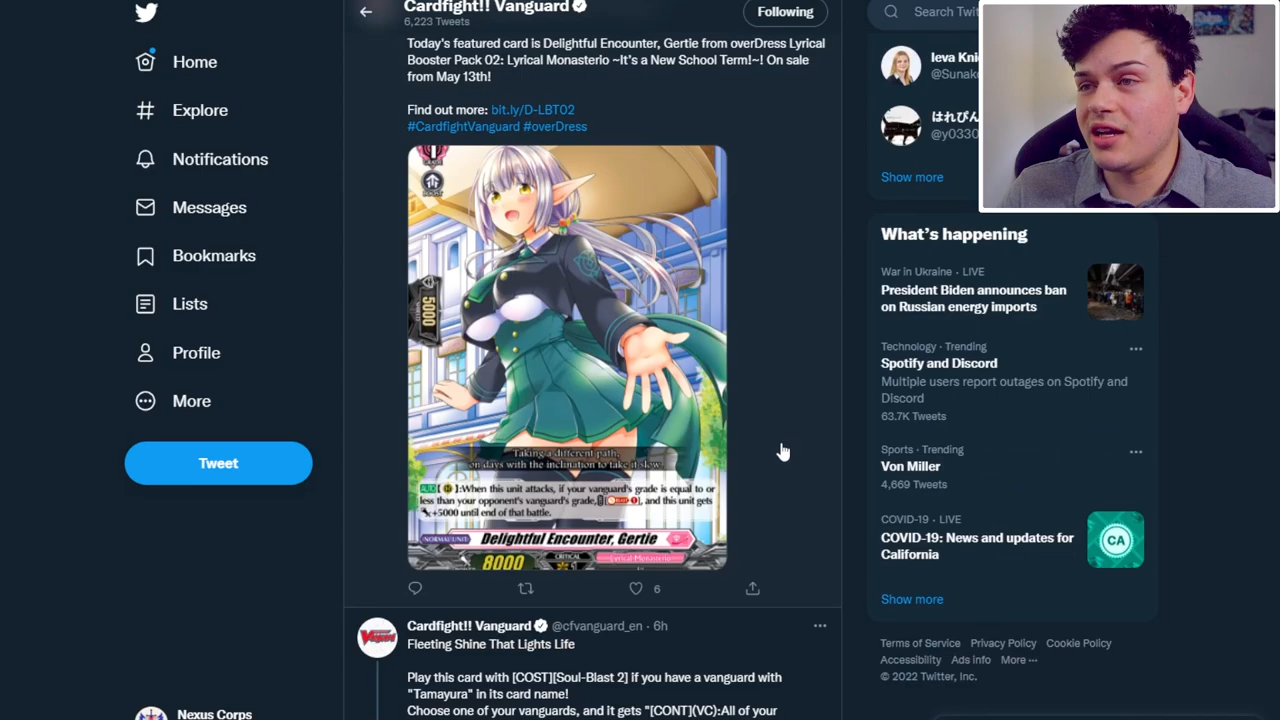 Home
Explore
Notifications
Messages
Bookmarks
Lists
Profile
More
Tweet
Nexus Corps
Cardfight!! Vanguard
6,223 Tweets
Following
Today's featured card is Delightful Encounter, Gertie from overDress Lyrical
Booster Pack 02: Lyrical Monasterio ~It's a New School Term!~! On sale
from May 13th!
Find out more: bit.ly/D-LBT02
#CardfightVanguard #overDress
BOOST
5000
Taking a different path,
on days with the inclination to take it slow.
AUTO[ ]:When this unit attacks, if your vanguard's grade is equal to or
less than your opponent's vanguard's grade, [ 1], and this unit gets
+5000 until end of that battle.
NORMAL UNIT Delightful Encounter, Gertie
8000 CRITICAL Lyrical Monasterio
6
Cardfight!! Vanguard @cfvanguard_en · 6h
Fleeting Shine That Lights Life
Play this card with [COST][Soul-Blast 2] if you have a vanguard with
"Tamayura" in its card name!
Choose one of your vanguards, and it gets "[CONT](VC):All of your
Search Twi
Ieva Kni
@Sunak
はれぴん
@y0330
Show more
What's happening
War in Ukraine · LIVE
President Biden announces ban
on Russian energy imports
Technology · Trending
Spotify and Discord
Multiple users report outages on Spotify and
Discord
63.7K Tweets
Sports · Trending
Von Miller
4,669 Tweets
COVID-19 · LIVE
COVID-19: News and updates for
California
CA
Show more
Terms of Service Privacy Policy Cookie Policy
Accessibility Ads info More ···
© 2022 Twitter, Inc.